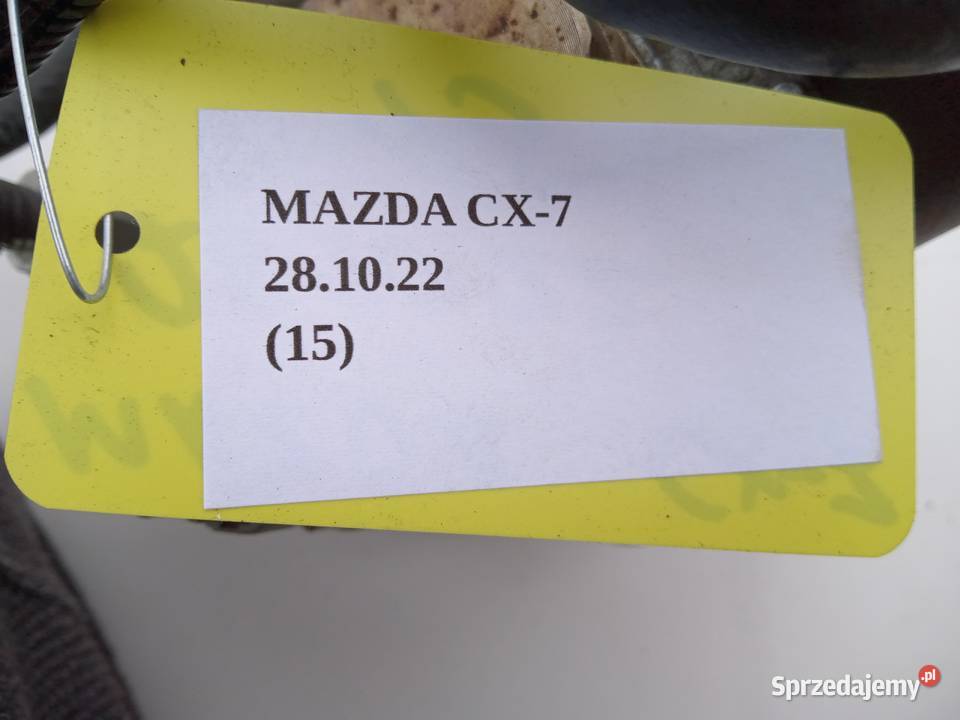 MAZDA CX-7
28.10.22
(15)
Sprzedajemy.pl